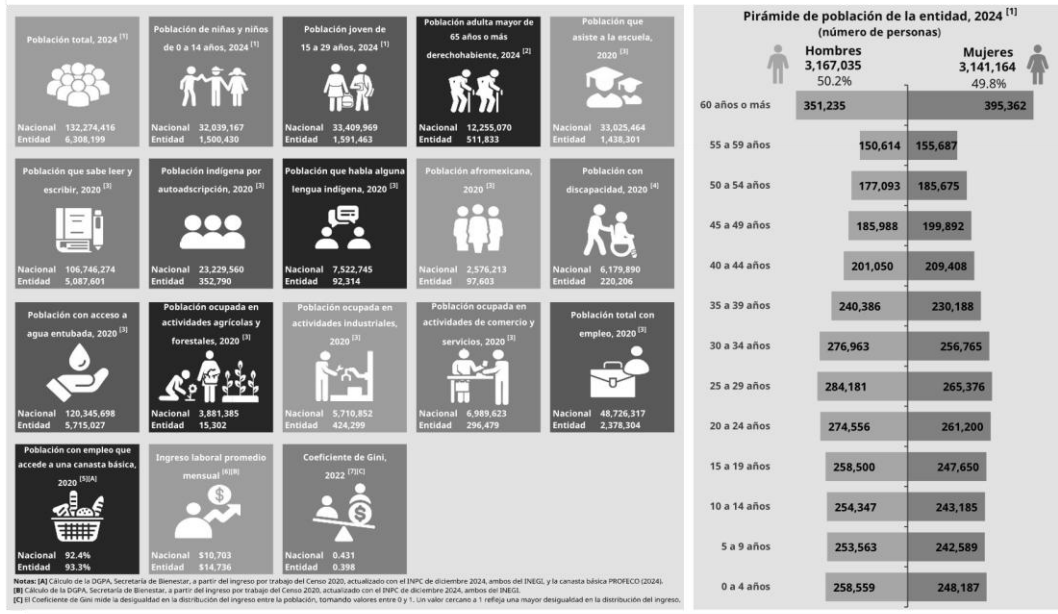 Población total, 2024 [1]
Nacional 132,274,416
Entidad 6,308,199
Población de niñas y niños
de 0 a 14 años, 2024 [1]
Nacional 32,039,167
Entidad 1,500,430
Población joven de
15 a 29 años, 2024 [1]
Nacional 33,409,969
Entidad 1,591,463
Población adulta mayor de
65 años o más
derechohabiente, 2024 [2]
Nacional 12,255,070
Entidad 511,833
Población que
asiste a la escuela,
2020 [3]
Nacional 33,025,464
Entidad 1,438,301
Población que sabe leer y
escribir, 2020 [3]
Nacional 106,746,274
Entidad 5,087,601
Población indígena por
autoadscripción, 2020 [3]
Nacional 23,229,560
Entidad 352,790
Población que habla alguna
lengua indígena, 2020 [3]
Nacional 7,522,745
Entidad 92,314
Población afromexicana,
2020 [3]
Nacional 2,576,213
Entidad 97,603
Población con
discapacidad, 2020 [4]
Nacional 6,179,890
Entidad 220,206
Población con acceso a
agua entubada, 2020 [3]
Nacional 120,345,698
Entidad 5,715,027
Población ocupada en
actividades agrícolas y
forestales, 2020 [3]
Nacional 3,881,385
Entidad 15,302
Población ocupada en
actividades industriales,
2020 [3]
Nacional 5,710,852
Entidad 424,299
Población ocupada en
actividades de comercio y
servicios, 2020 [3]
Nacional 6,989,623
Entidad 296,479
Población total con
empleo, 2020 [3]
Nacional 48,726,317
Entidad 2,378,304
Población con empleo que
accede a una canasta básica,
2020 [5][A]
Nacional 92.4%
Entidad 93.3%
Ingreso laboral promedio
mensual [6][B]
Nacional $10,703
Entidad $14,736
Coeficiente de Gini,
2022 [7][C]
Nacional 0.431
Entidad 0.398
Notas: [A] Cálculo de la DGPA, Secretaría de Bienestar, a partir del ingreso por trabajo del Censo 2020, actualizado con el INPC de diciembre 2024, ambos del INEGI, y la canasta básica PROFECO (2024).
[B] Cálculo de la DGPA, Secretaría de Bienestar, a partir del ingreso por trabajo del Censo 2020, actualizado con el INPC de diciembre 2024, ambos del INEGI.
[C] El Coeficiente de Gini mide la desigualdad en la distribución del ingreso entre la población, tomando valores entre 0 y 1. Un valor cercano a 1 refleja una mayor desigualdad en la distribución del ingreso.
Pirámide de población de la entidad, 2024 [1]
(número de personas)
Hombres Mujeres
3,167,035 3,141,164
50.2% 49.8%
60 años o más 351,235 395,362
55 a 59 años 150,614 155,687
50 a 54 años 177,093 185,675
45 a 49 años 185,988 199,892
40 a 44 años 201,050 209,408
35 a 39 años 240,386 230,188
30 a 34 años 276,963 256,765
25 a 29 años 284,181 265,376
20 a 24 años 274,556 261,200
15 a 19 años 258,500 247,650
10 a 14 años 254,347 243,185
5 a 9 años 253,563 242,589
0 a 4 años 258,559 248,187